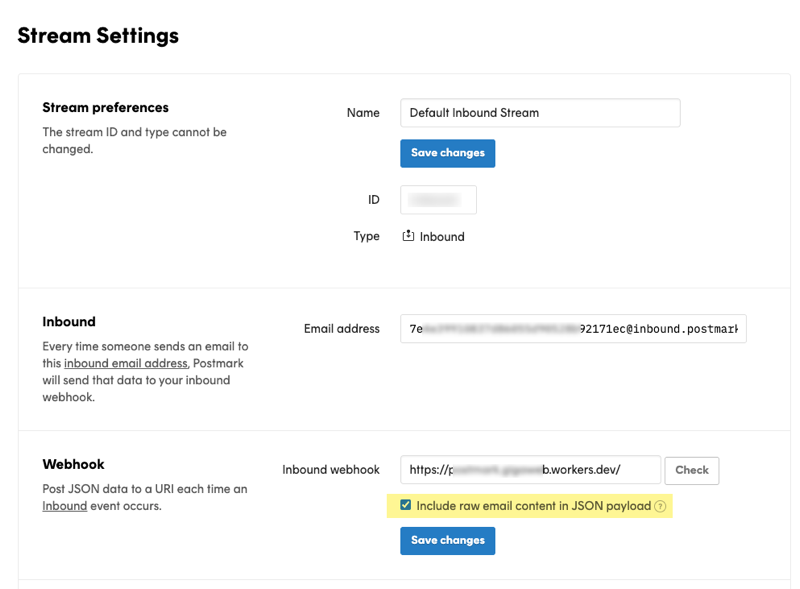 Stream Settings
Stream preferences
The stream ID and type cannot be
changed.
Name
Default Inbound Stream
Save changes
ID
Type
Inbound
Inbound
Every time someone sends an email to
this inbound email address, Postmark
will send that data to your inbound
webhook.
Email address
7e 92171ec@inbound.postmark
Webhook
Post JSON data to a URI each time an
Inbound event occurs.
Inbound webhook
https://p b.workers.dev/
Check
Include raw email content in JSON payload ?
Save changes